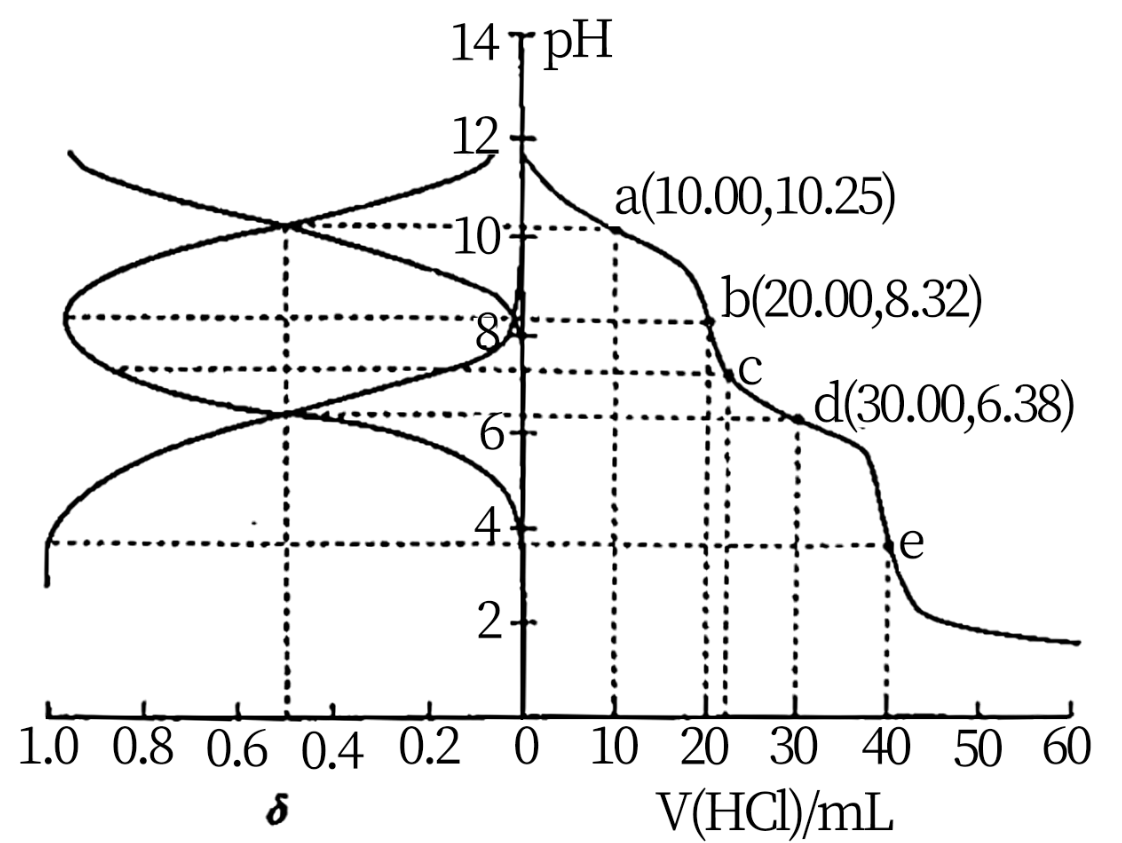 14 pH
12
a(10.00,10.25)
10
b(20.00,8.32)
8
c
d(30.00,6.38)
6
4
e
2
1.0 0.8 0.6 0.4 0.2 0 10 20 30 40 50 60
δ V(HCl)/mL